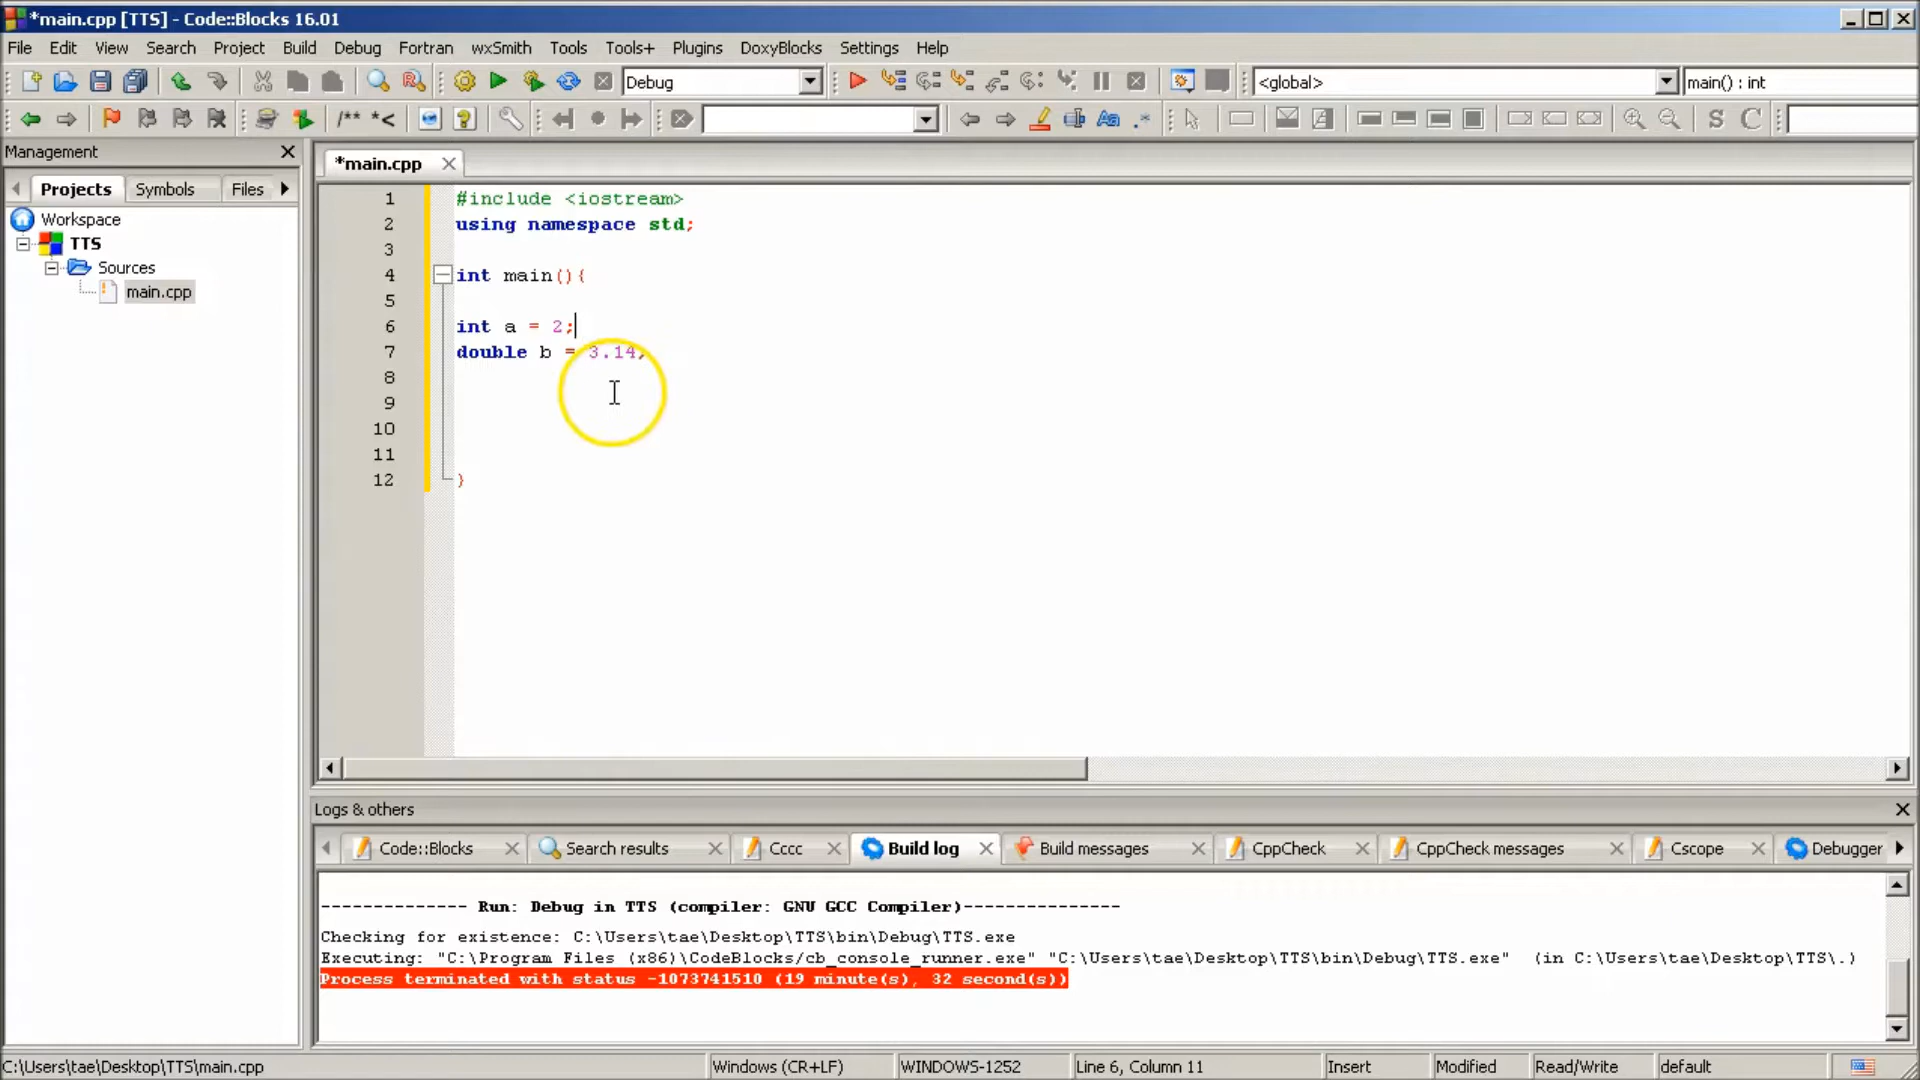 *main.cpp [TTS] - Code::Blocks 16.01
File Edit View Search Project Build Debug Fortran wxSmith Tools Tools+ Plugins DoxyBlocks Settings Help
Debug <global> main() : int
/** *<
S C
Management
*main.cpp
Projects Symbols Files
Workspace
TTS
Sources
main.cpp
1 #include <iostream>
2 using namespace std;
3
4 int main(){
5
6 int a = 2;
7 double b = 3.14;
8
9
10
11
12 }
Logs & others
Code::Blocks Search results Cccc Build log Build messages CppCheck CppCheck messages Cscope Debugger
-------------- Run: Debug in TTS (compiler: GNU GCC Compiler)---------------
Checking for existence: C:\Users\tae\Desktop\TTS\bin\Debug\TTS.exe
Executing: "C:\Program Files (x86)\CodeBlocks/cb_console_runner.exe" "C:\Users\tae\Desktop\TTS\bin\Debug\TTS.exe"  (in C:\Users\tae\Desktop\TTS\.)
Process terminated with status -1073741510 (19 minute(s), 32 second(s))
C:\Users\tae\Desktop\TTS\main.cpp Windows (CR+LF) WINDOWS-1252 Line 6, Column 11 Insert Modified Read/Write default